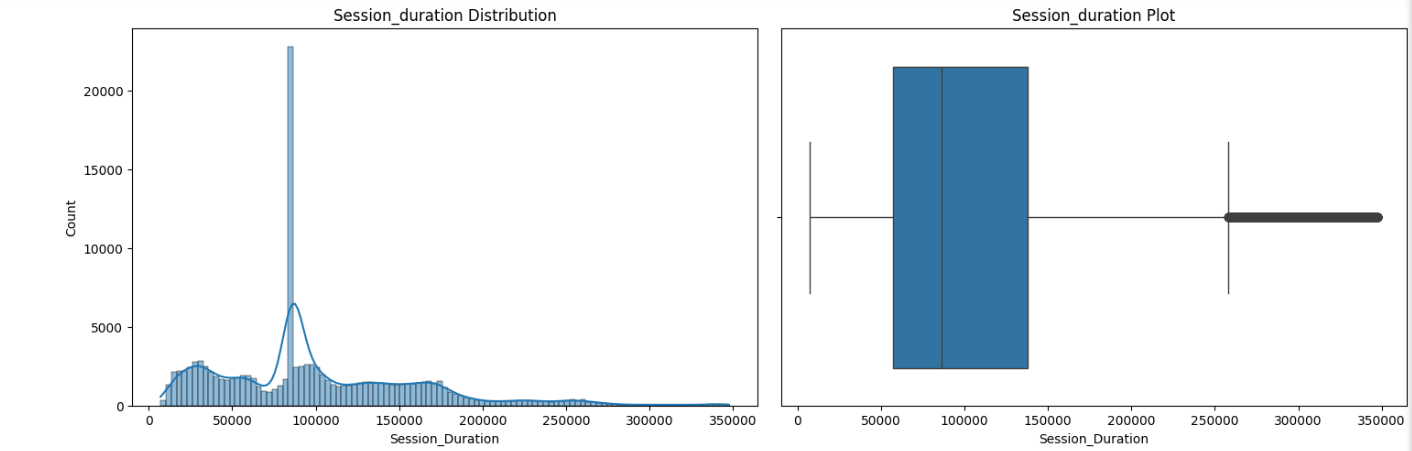 Session_duration Distribution
20000
15000
10000
5000
0
Count
0 50000 100000 150000 200000 250000 300000 350000
Session_Duration
Session_duration Plot
0 50000 100000 150000 200000 250000 300000 350000
Session_Duration